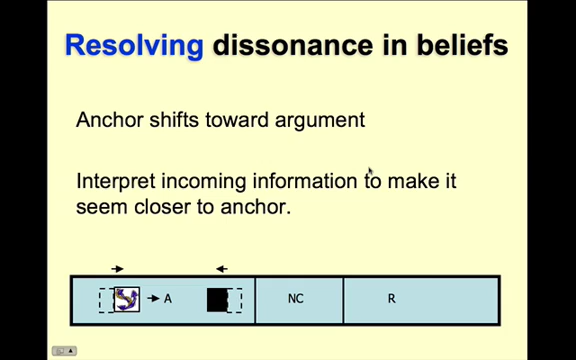 Resolving dissonance in beliefs
Anchor shifts toward argument
Interpret incoming information to make it
seem closer to anchor.
A
NC
R